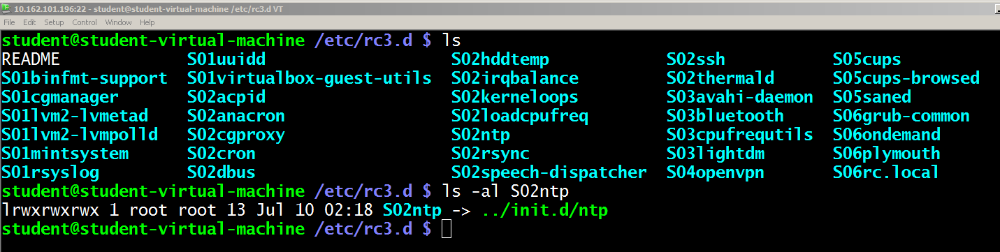 10.162.101.196:22 - student@student-virtual-machine /etc/rc3.d VT
File Edit Setup Control Window Help
student@student-virtual-machine /etc/rc3.d $ ls
README S01uuidd S02hddtemp S02ssh S05cups
S01binfmt-support S01virtualbox-guest-utils S02irqbalance S02thermald S05cups-browsed
S01cgmanager S02acpid S02kerneloops S03avahi-daemon S05saned
S01lvm2-lvmetad S02anacron S02loadcpufreq S03bluetooth S06grub-common
S01lvm2-lvmpolld S02cgproxy S02ntp S03cpufrequtils S06ondemand
S01mintsystem S02cron S02rsync S03lightdm S06plymouth
S01rsyslog S02dbus S02speech-dispatcher S04openvpn S06rc.local
student@student-virtual-machine /etc/rc3.d $ ls -al S02ntp
lrwxrwxrwx 1 root root 13 Jul 10 02:18 S02ntp -> ../init.d/ntp
student@student-virtual-machine /etc/rc3.d $